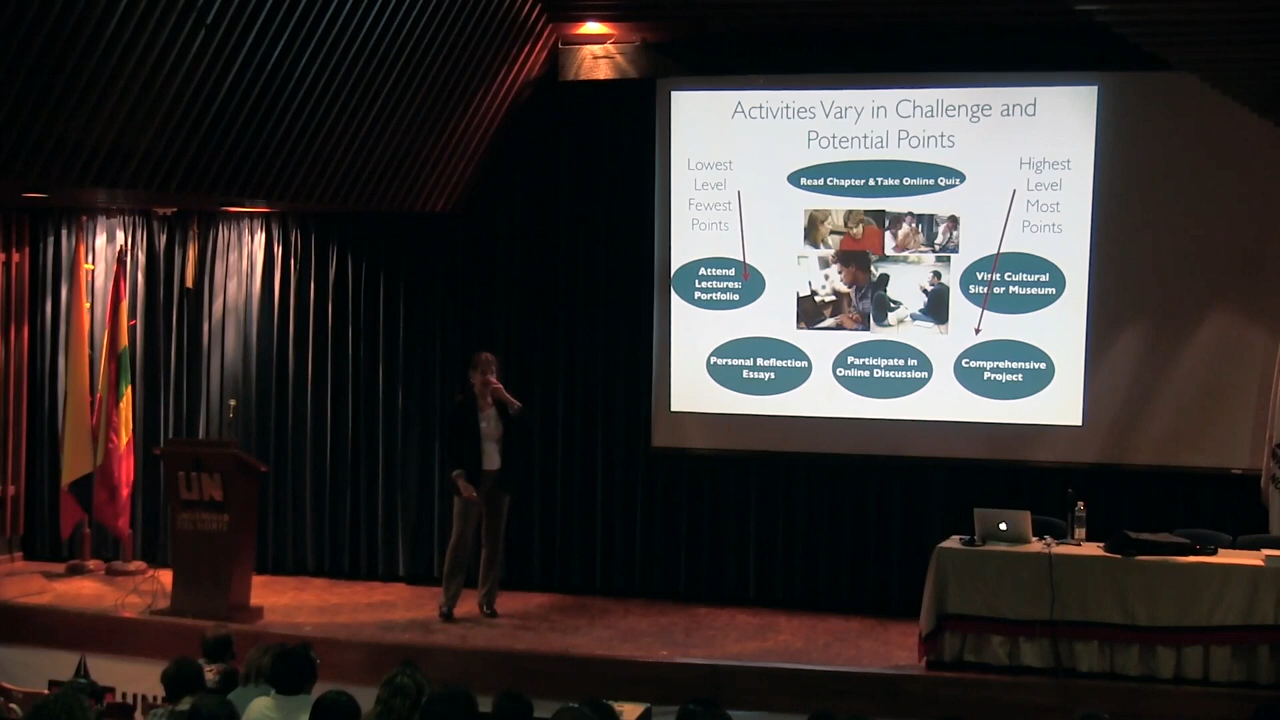 Activities Vary in Challenge and
Potential Points
Lowest
Level
Fewest
Points
Highest
Level
Most
Points
Read Chapter & Take Online Quiz
Attend
Lectures:
Portfolio
Visit Cultural
Site or Museum
Personal Reflection
Essays
Participate in
Online Discussion
Comprehensive
Project
UN
UN